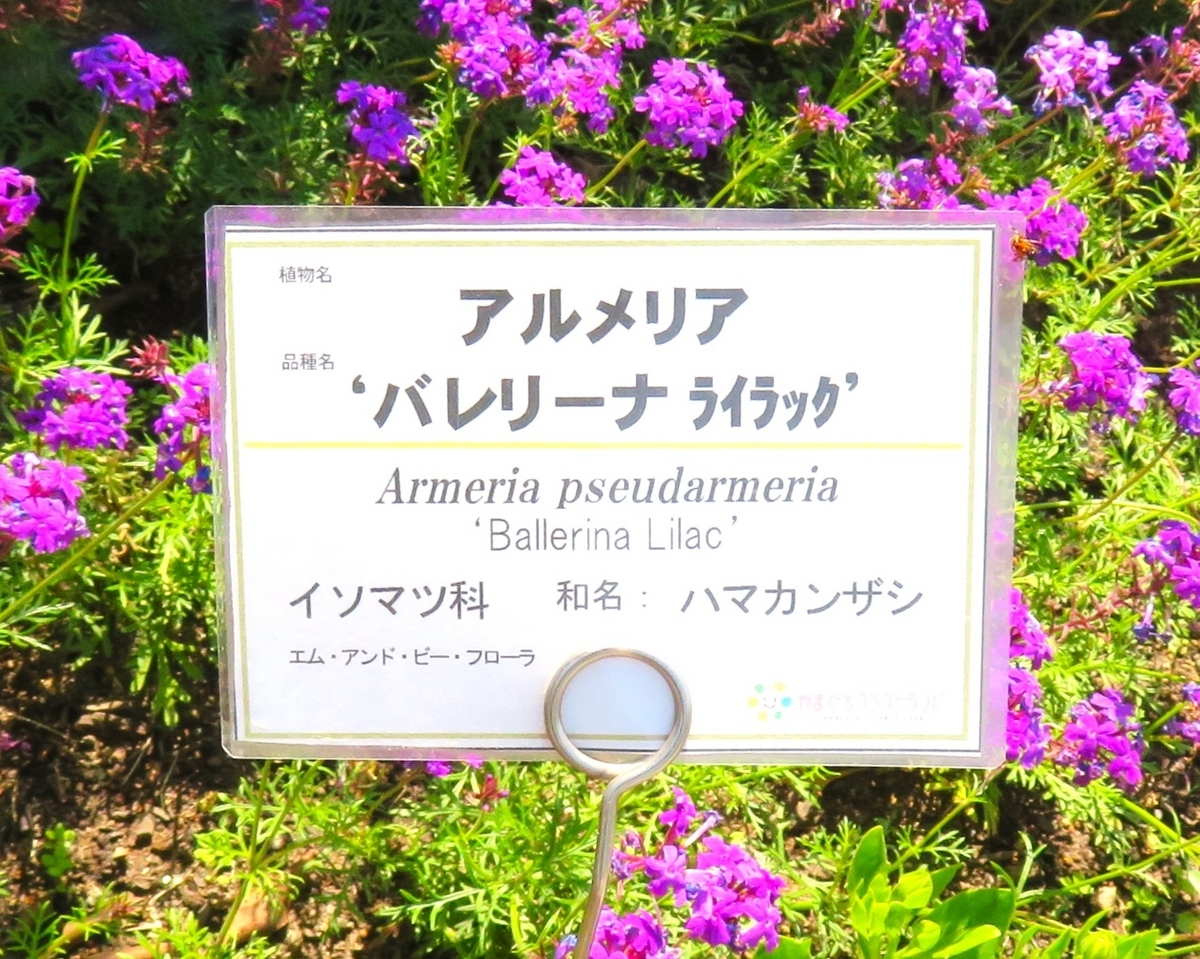 植物名
アルメリア
品種名
‘バレリーナ ライラック’
Armeria pseudarmeria
‘Ballerina Lilac’
イソマツ科 和名： ハマカンザシ
エム・アンド・ビー・フローラ